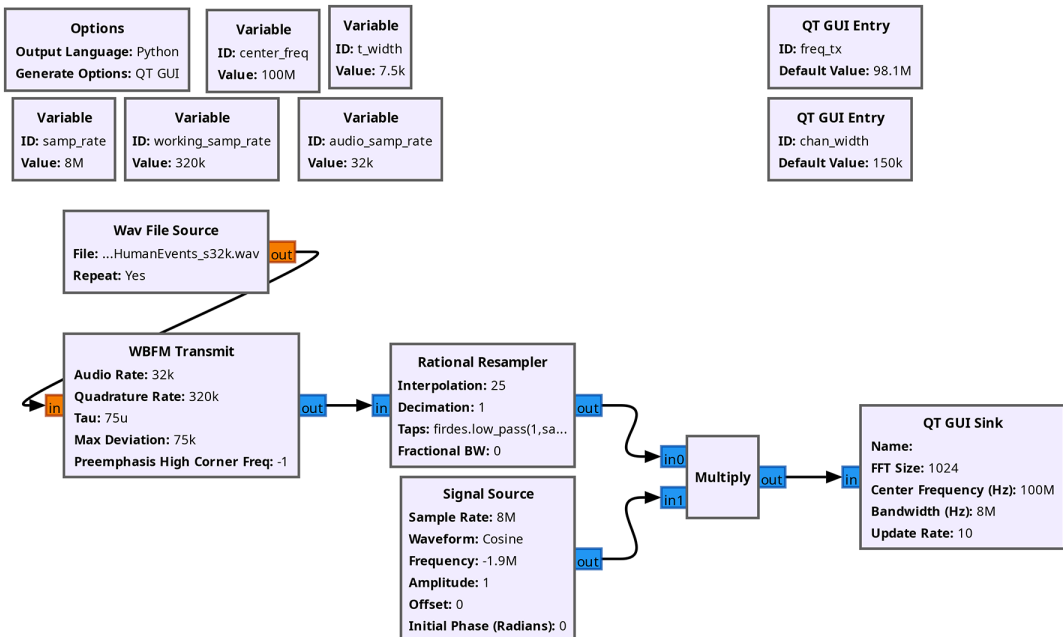 Options
Output Language: Python
Generate Options: QT GUI
Variable
ID: center_freq
Value: 100M
Variable
ID: t_width
Value: 7.5k
QT GUI Entry
ID: freq_tx
Default Value: 98.1M
Variable
ID: samp_rate
Value: 8M
Variable
ID: working_samp_rate
Value: 320k
Variable
ID: audio_samp_rate
Value: 32k
QT GUI Entry
ID: chan_width
Default Value: 150k
Wav File Source
File: ...HumanEvents_s32k.wav
Repeat: Yes
out
WBFM Transmit
Audio Rate: 32k
Quadrature Rate: 320k
Tau: 75u
Max Deviation: 75k
Preemphasis High Corner Freq: -1
in
out
Rational Resampler
Interpolation: 25
Decimation: 1
Taps: firdes.low_pass(1,sa...
Fractional BW: 0
in
out
Signal Source
Sample Rate: 8M
Waveform: Cosine
Frequency: -1.9M
Amplitude: 1
Offset: 0
Initial Phase (Radians): 0
out
in0
in1
Multiply
out
QT GUI Sink
Name:
FFT Size: 1024
Center Frequency (Hz): 100M
Bandwidth (Hz): 8M
Update Rate: 10
in